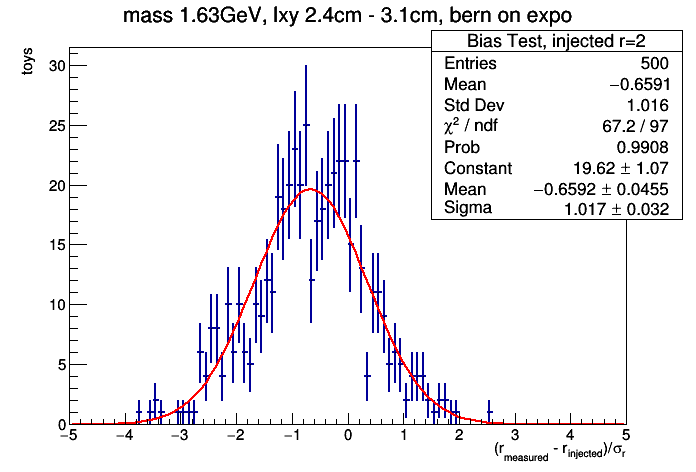 mass 1.63GeV, lxy 2.4cm - 3.1cm, bern on expo
Bias Test, injected r=2
Entries 500
Mean −0.6591
Std Dev 1.016
χ² / ndf 67.2 / 97
Prob 0.9908
Constant 19.62 ± 1.07
Mean −0.6592 ± 0.0455
Sigma 1.017 ± 0.032
toys
30
25
20
15
10
5
0
−5 −4 −3 −2 −1 0 1 2 3 4 5
(r_measured - r_injected)/σ_r